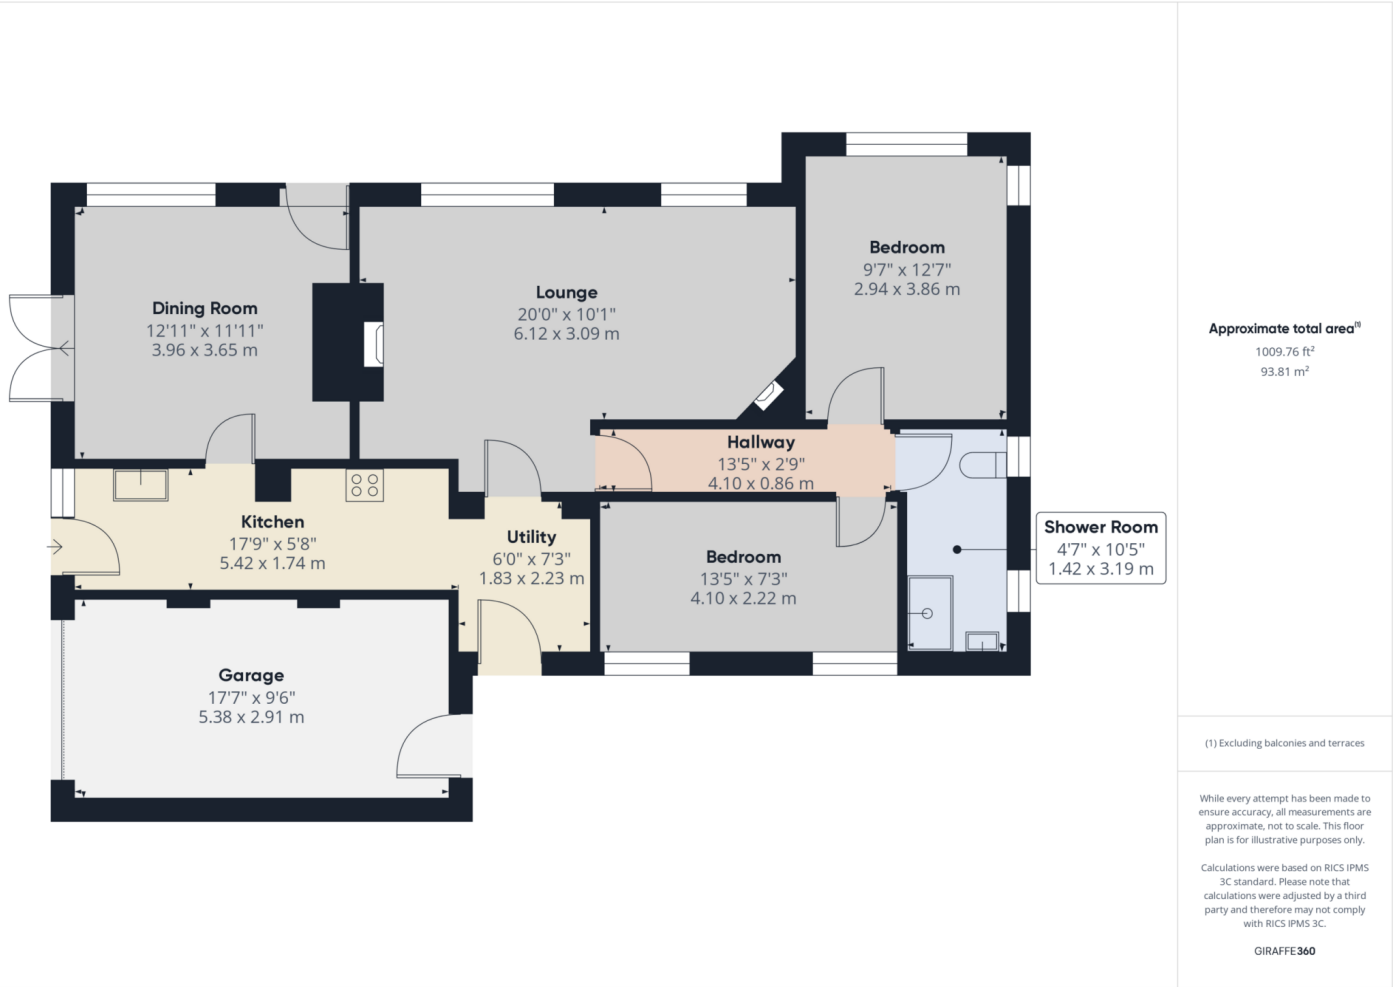 Dining Room
12'11" x 11'11"
3.96 x 3.65 m
Lounge
20'0" x 10'1"
6.12 x 3.09 m
Bedroom
9'7" x 12'7"
2.94 x 3.86 m
Hallway
13'5" x 2'9"
4.10 x 0.86 m
Kitchen
17'9" x 5'8"
5.42 x 1.74 m
Utility
6'0" x 7'3"
1.83 x 2.23 m
Bedroom
13'5" x 7'3"
4.10 x 2.22 m
Shower Room
4'7" x 10'5"
1.42 x 3.19 m
Garage
17'7" x 9'6"
5.38 x 2.91 m
Approximate total area(1)
1009.76 ft²
93.81 m²
(1) Excluding balconies and terraces
While every attempt has been made to
ensure accuracy, all measurements are
approximate, not to scale. This floor
plan is for illustrative purposes only.
Calculations were based on RICS IPMS
3C standard. Please note that
calculations were adjusted by a third
party and therefore may not comply
with RICS IPMS 3C.
GIRAFFE360